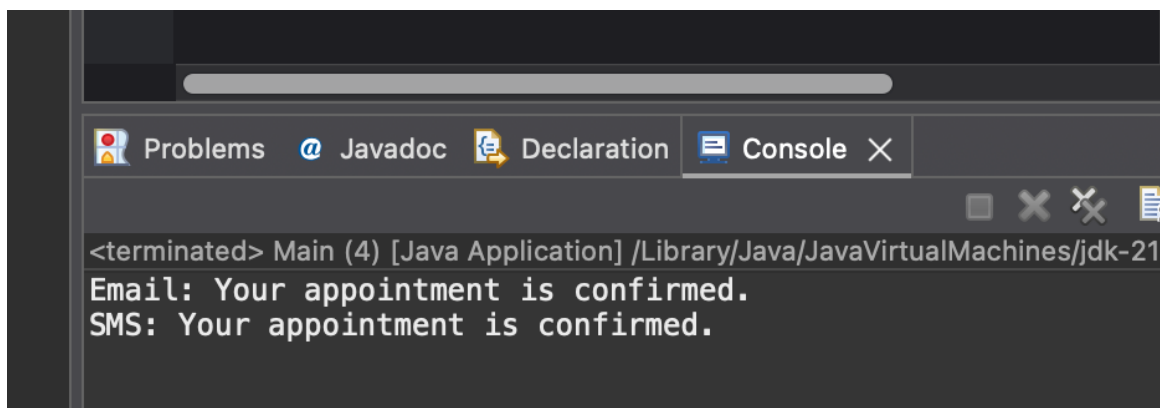 Problems @ Javadoc Declaration Console
<terminated> Main (4) [Java Application] /Library/Java/JavaVirtualMachines/jdk-21
Email: Your appointment is confirmed.
SMS: Your appointment is confirmed.